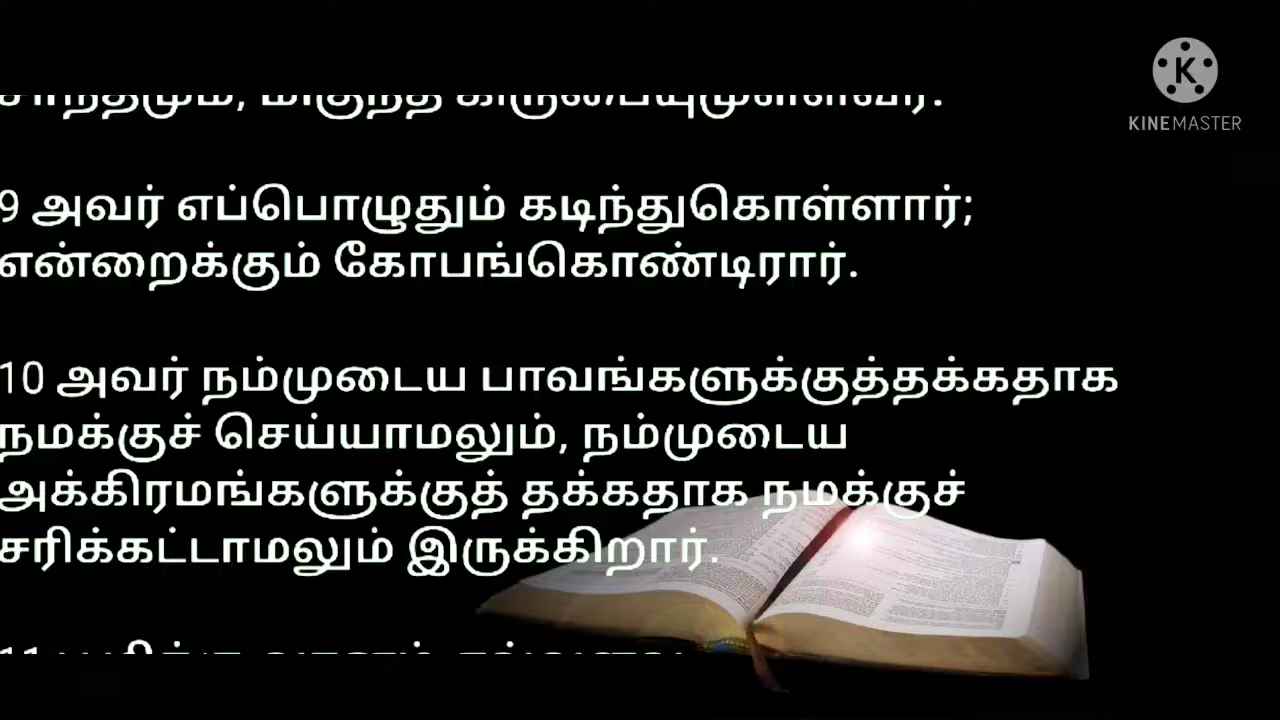 KINEMASTER
9 அவர் எப்பொழுதும் கடிந்துகொள்ளார்;
என்றைக்கும் கோபங்கொண்டிரார்.
10 அவர் நம்முடைய பாவங்களுக்குத்தக்கதாக
நமக்குச் செய்யாமலும், நம்முடைய
அக்கிரமங்களுக்குத் தக்கதாக நமக்குச்
சரிக்கட்டாமலும் இருக்கிறார்.